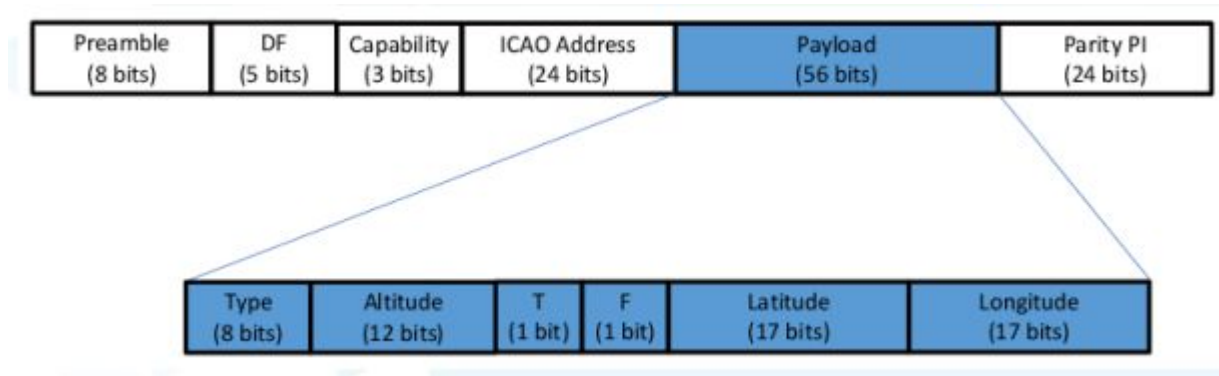 Preamble
(8 bits)
DF
(5 bits)
Capability
(3 bits)
ICAO Address
(24 bits)
Payload
(56 bits)
Parity PI
(24 bits)
Type
(8 bits)
Altitude
(12 bits)
T
(1 bit)
F
(1 bit)
Latitude
(17 bits)
Longitude
(17 bits)